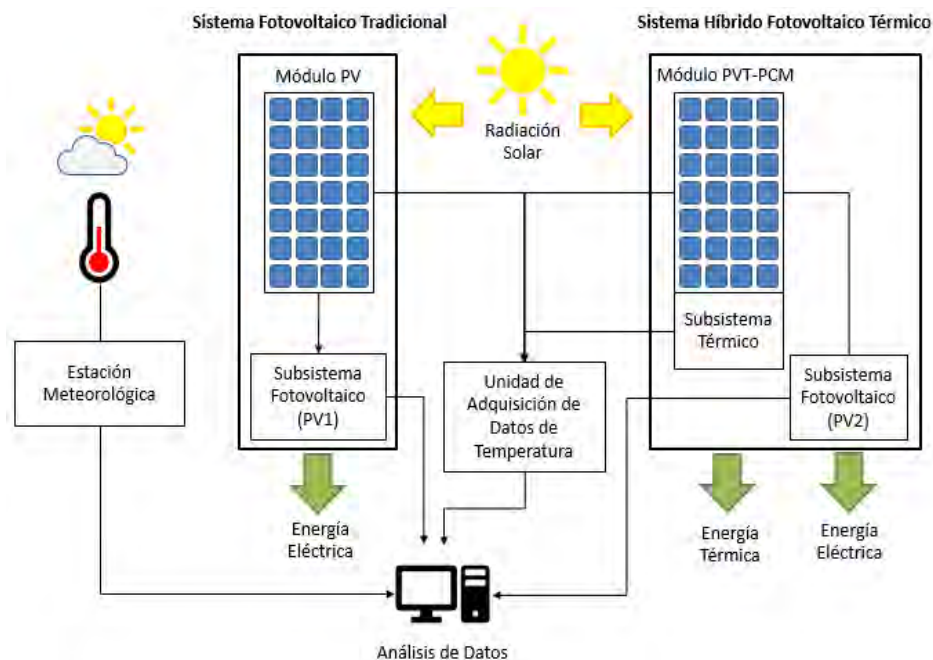 Sistema Fotovoltaico Tradicional
Sistema Híbrido Fotovoltaico Térmico
Módulo PV
Módulo PVT-PCM
Radiación
Solar
Subsistema
Térmico
Estación
Meteorológica
Subsistema
Fotovoltaico
(PV1)
Unidad de
Adquisición de
Datos de
Temperatura
Subsistema
Fotovoltaico
(PV2)
Energía
Eléctrica
Energía
Térmica
Energía
Eléctrica
Análisis de Datos